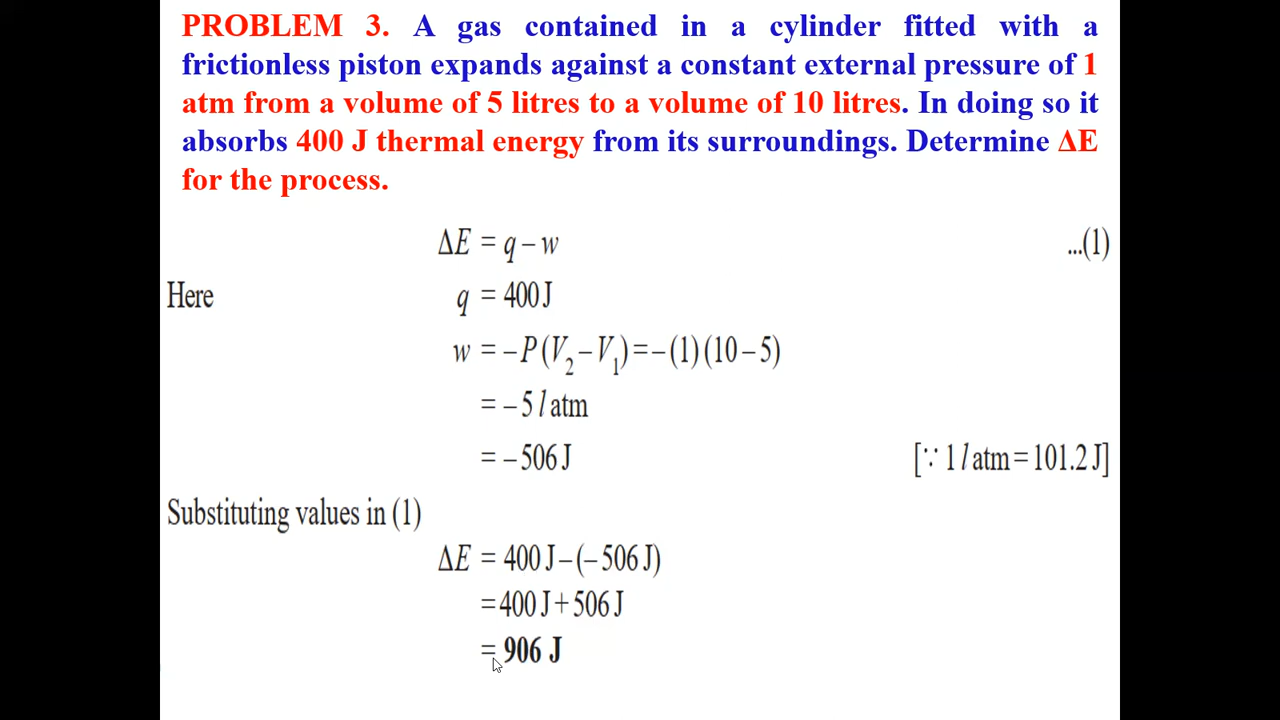 PROBLEM 3. A gas contained in a cylinder fitted with a
frictionless piston expands against a constant external pressure of 1
atm from a volume of 5 litres to a volume of 10 litres. In doing so it
absorbs 400 J thermal energy from its surroundings. Determine ΔE
for the process.
ΔE = q – w ...(1)
Here q = 400 J
w = – P (V₂ – V₁) = – (1) (10 – 5)
= – 5 l atm
= – 506 J [∵ 1 l atm = 101.2 J]
Substituting values in (1)
ΔE = 400 J – (– 506 J)
= 400 J + 506 J
= 906 J